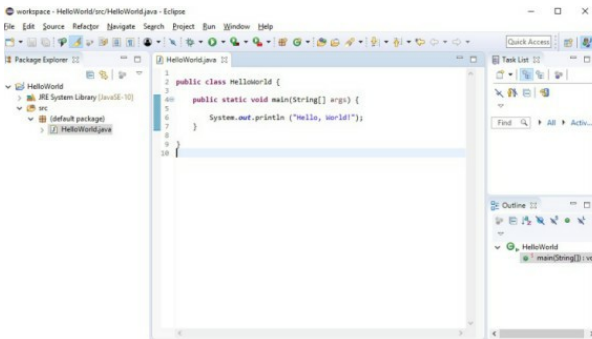 workspace - HelloWorld/src/HelloWorld.java - Eclipse
File Edit Source Refactor Navigate Search Project Run Window Help
Quick Access
Package Explorer
HelloWorld
JRE System Library [JavaSE-10]
src
(default package)
HelloWorld.java
HelloWorld.java
1
2 public class HelloWorld {
3
4 public static void main(String[] args) {
5
6 System.out.println ("Hello, World!");
7 }
8
9 }
10
Task List
Find All Activ...
Outline
HelloWorld
main(String[]) : vo